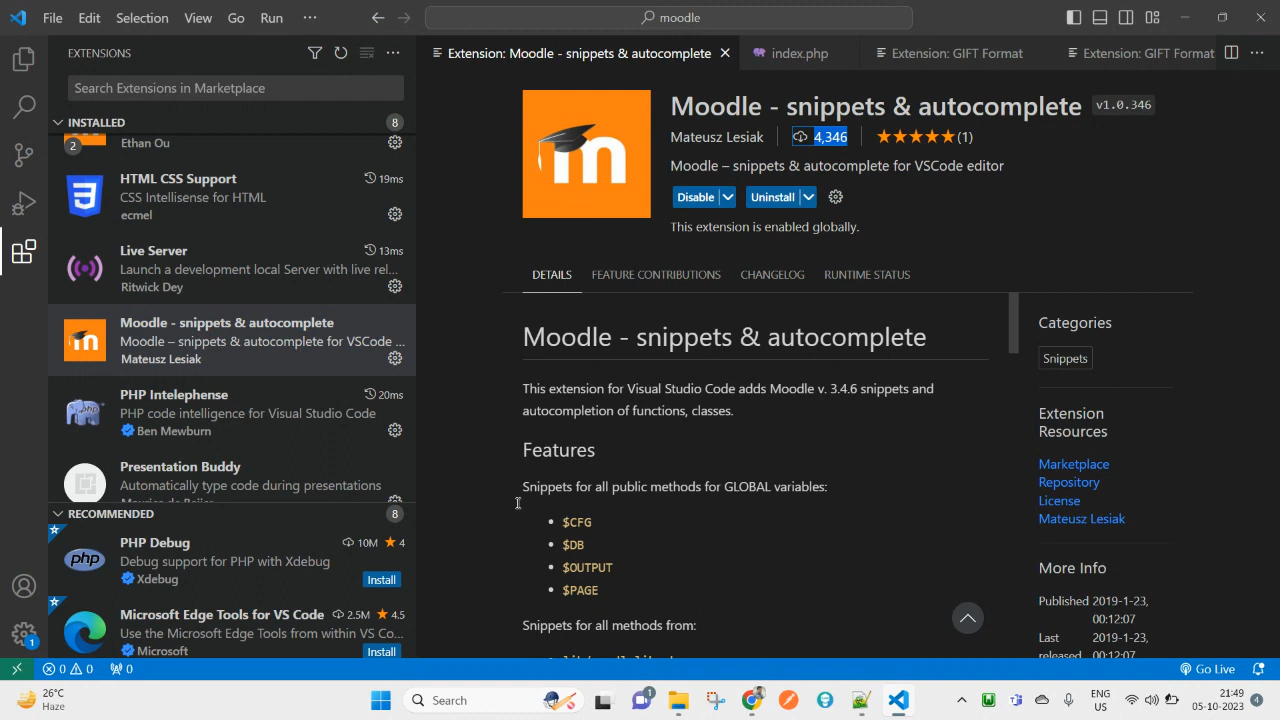 File Edit Selection View Go Run ··· moodle
EXTENSIONS
Search Extensions in Marketplace
INSTALLED 8
2 Ethan Ou
HTML CSS Support 19ms
CSS Intellisense for HTML
ecmel
Live Server 13ms
Launch a development local Server with live rel...
Ritwick Dey
Moodle - snippets & autocomplete
Moodle – snippets & autocomplete for VSCode ...
Mateusz Lesiak
PHP Intelephense 20ms
PHP code intelligence for Visual Studio Code
Ben Mewburn
Presentation Buddy
Automatically type code during presentations
RECOMMENDED 8
PHP Debug 10M 4
Debug support for PHP with Xdebug
Xdebug Install
Microsoft Edge Tools for VS Code 2.5M 4.5
Use the Microsoft Edge Tools from within VS Co...
Microsoft Install
Extension: Moodle - snippets & autocomplete index.php Extension: GIFT Format Extension: GIFT Format
Moodle - snippets & autocomplete v1.0.346
Mateusz Lesiak 4,346 (1)
Moodle – snippets & autocomplete for VSCode editor
Disable Uninstall
This extension is enabled globally.
DETAILS FEATURE CONTRIBUTIONS CHANGELOG RUNTIME STATUS
Moodle - snippets & autocomplete
This extension for Visual Studio Code adds Moodle v. 3.4.6 snippets and
autocompletion of functions, classes.
Features
Snippets for all public methods for GLOBAL variables:
• $CFG
• $DB
• $OUTPUT
• $PAGE
Snippets for all methods from:
Categories
Snippets
Extension
Resources
Marketplace
Repository
License
Mateusz Lesiak
More Info
Published 2019-1-23,
00:12:07
Last 2019-1-23,
released 00:12:07
1
0 0 0 Go Live
26°C
Haze
Search
1
ENG
US
21:49
05-10-2023
4